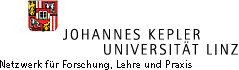 JOHANNES KEPLER
UNIVERSITÄT LINZ
Netzwerk für Forschung, Lehre und Praxis